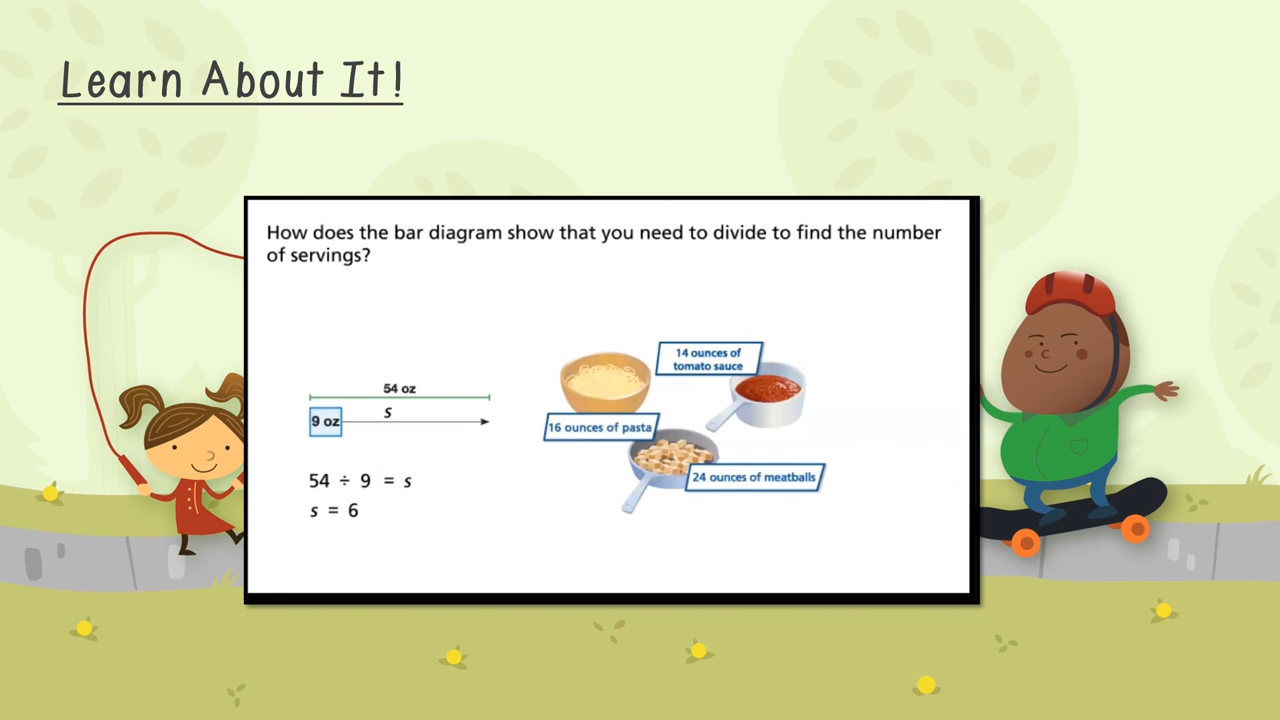 Learn About It!
How does the bar diagram show that you need to divide to find the number
of servings?
54 oz
s
9 oz
54 ÷ 9 = s
s = 6
14 ounces of
tomato sauce
16 ounces of pasta
24 ounces of meatballs